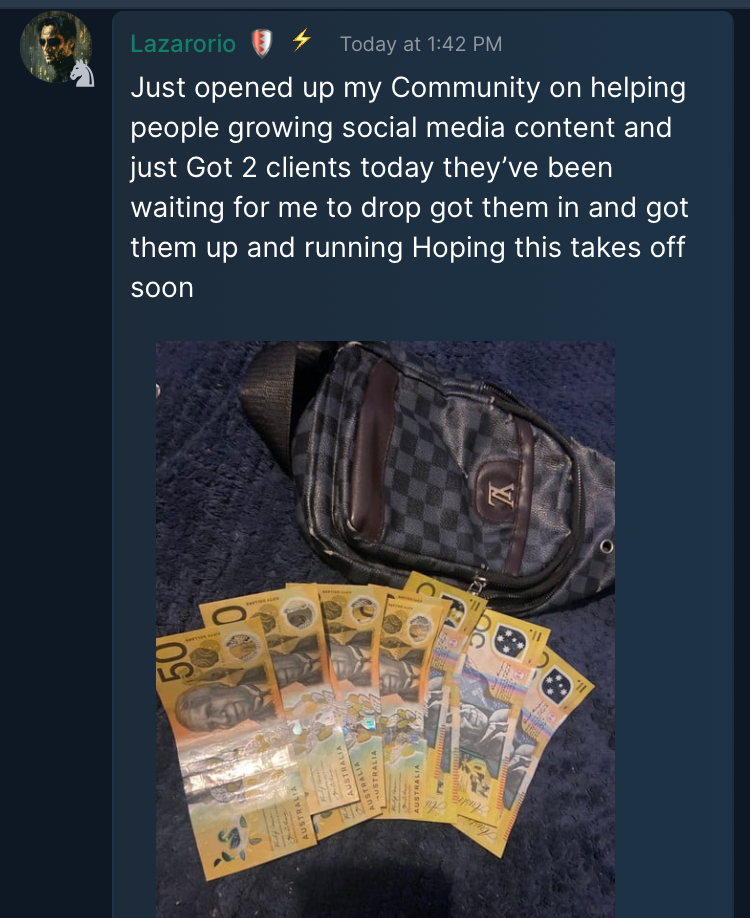 Lazarorio Today at 1:42 PM
Just opened up my Community on helping
people growing social media content and
just Got 2 clients today they’ve been
waiting for me to drop got them in and got
them up and running Hoping this takes off
soon
50
AUSTRALIA
AUSTRALIA
AUSTRALIA
AUSTRALIA